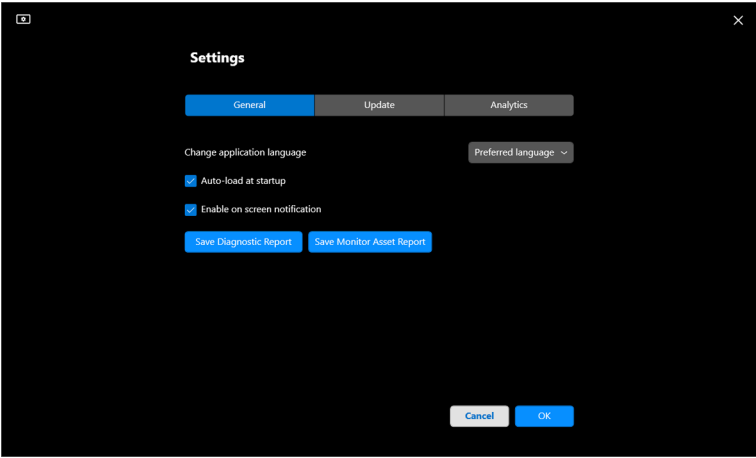 Settings
General
Update
Analytics
Change application language
Preferred language
Auto-load at startup
Enable on screen notification
Save Diagnostic Report
Save Monitor Asset Report
Cancel
OK